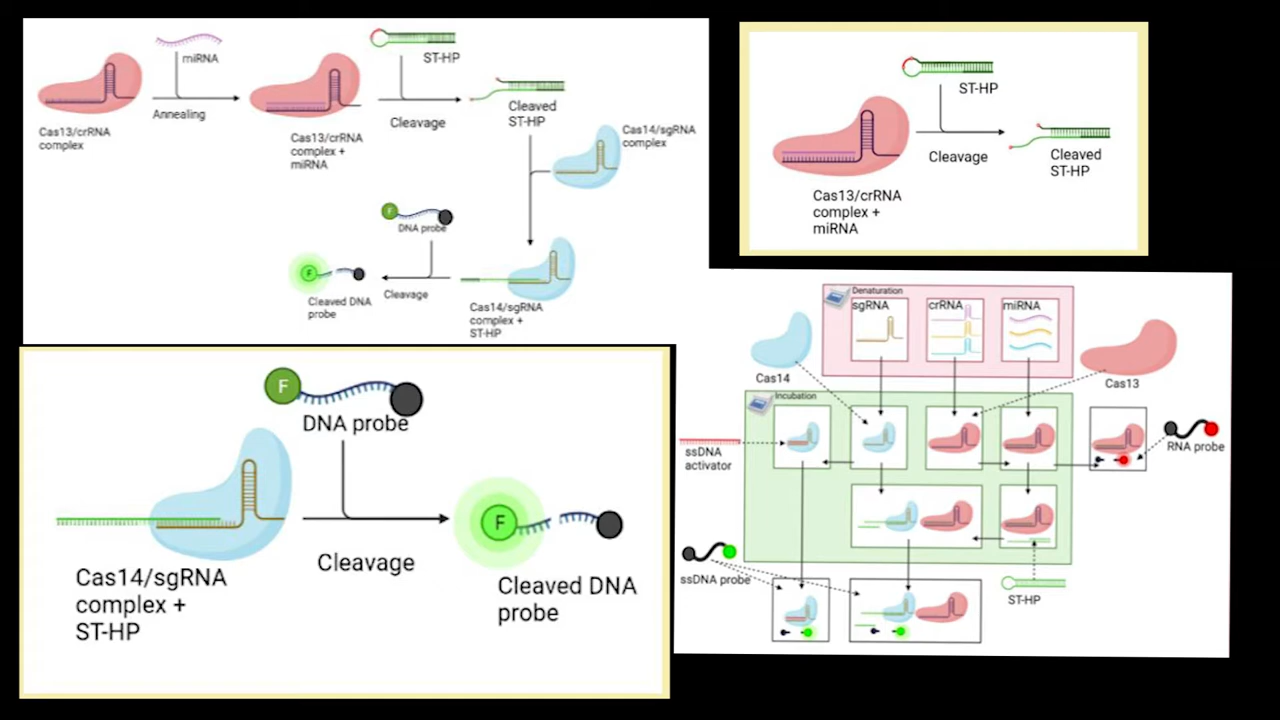 miRNA
Annealing
Cas13/crRNA
complex
Cas13/crRNA
complex +
miRNA
ST-HP
Cleavage
Cleaved
ST-HP
Cas14/sgRNA
complex
F
DNA probe
F
Cleaved DNA
probe
Cleavage
Cas14/sgRNA
complex +
ST-HP
ST-HP
Cleavage
Cleaved
ST-HP
Cas13/crRNA
complex +
miRNA
F
DNA probe
Cas14/sgRNA
complex +
ST-HP
Cleavage
F
Cleaved DNA
probe
Denaturation
sgRNA
crRNA
miRNA
Cas14
Cas13
Incubation
ssDNA
activator
RNA probe
ssDNA probe
ST-HP